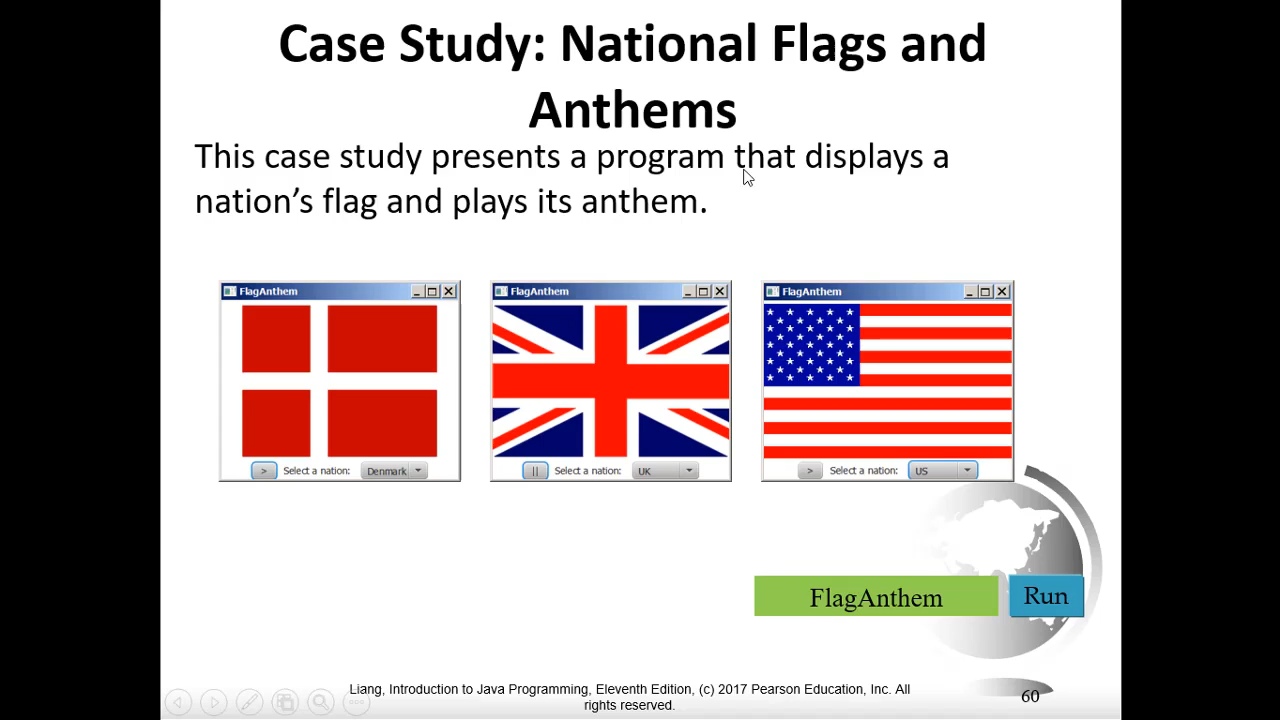 Case Study: National Flags and
Anthems
This case study presents a program that displays a
nation’s flag and plays its anthem.
FlagAnthem
FlagAnthem
FlagAnthem
> Select a nation: Denmark
|| Select a nation: UK
> Select a nation: US
FlagAnthem
Run
Liang, Introduction to Java Programming, Eleventh Edition, (c) 2017 Pearson Education, Inc. All
rights reserved.
60